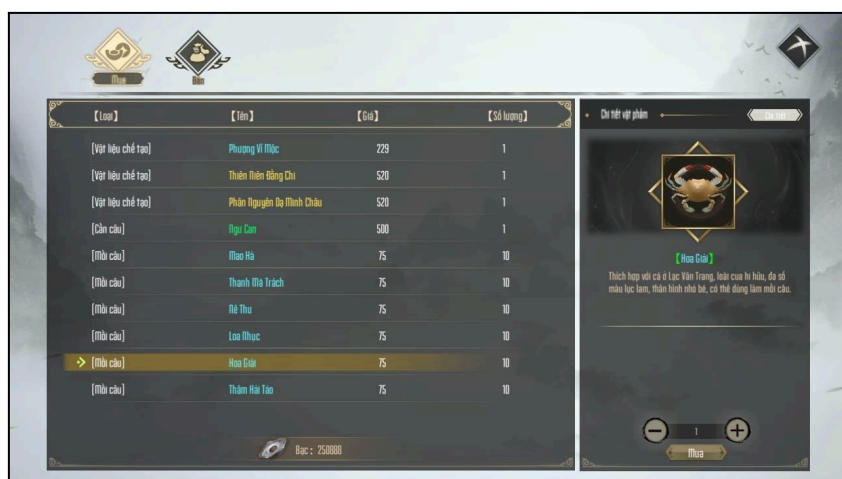 Mua
Bán
【Loại】 【Tên】 【Giá】 【Số lượng】
[Vật liệu chế tạo] Phượng Vĩ Mộc 229 1
[Vật liệu chế tạo] Thiên Niên Đằng Chi 520 1
[Vật liệu chế tạo] Phân Nguyên Dạ Minh Châu 520 1
[Cần câu] Ngư Can 500 1
[Mồi câu] Mao Hà 75 10
[Mồi câu] Thanh Mã Trách 75 10
[Mồi câu] Nê Thu 75 10
[Mồi câu] Loa Nhục 75 10
[Mồi câu] Hoa Giải 75 10
[Mồi câu] Thâm Hải Tảo 75 10
Bạc: 250888
Chi tiết vật phẩm
Chi tiết
【Hoa Giải】
Thích hợp với cá ở Lạc Vân Trang, loài cua hi hữu, đa số
màu lục lam, thân hình nhỏ bé, có thể dùng làm mồi câu.
1
Mua